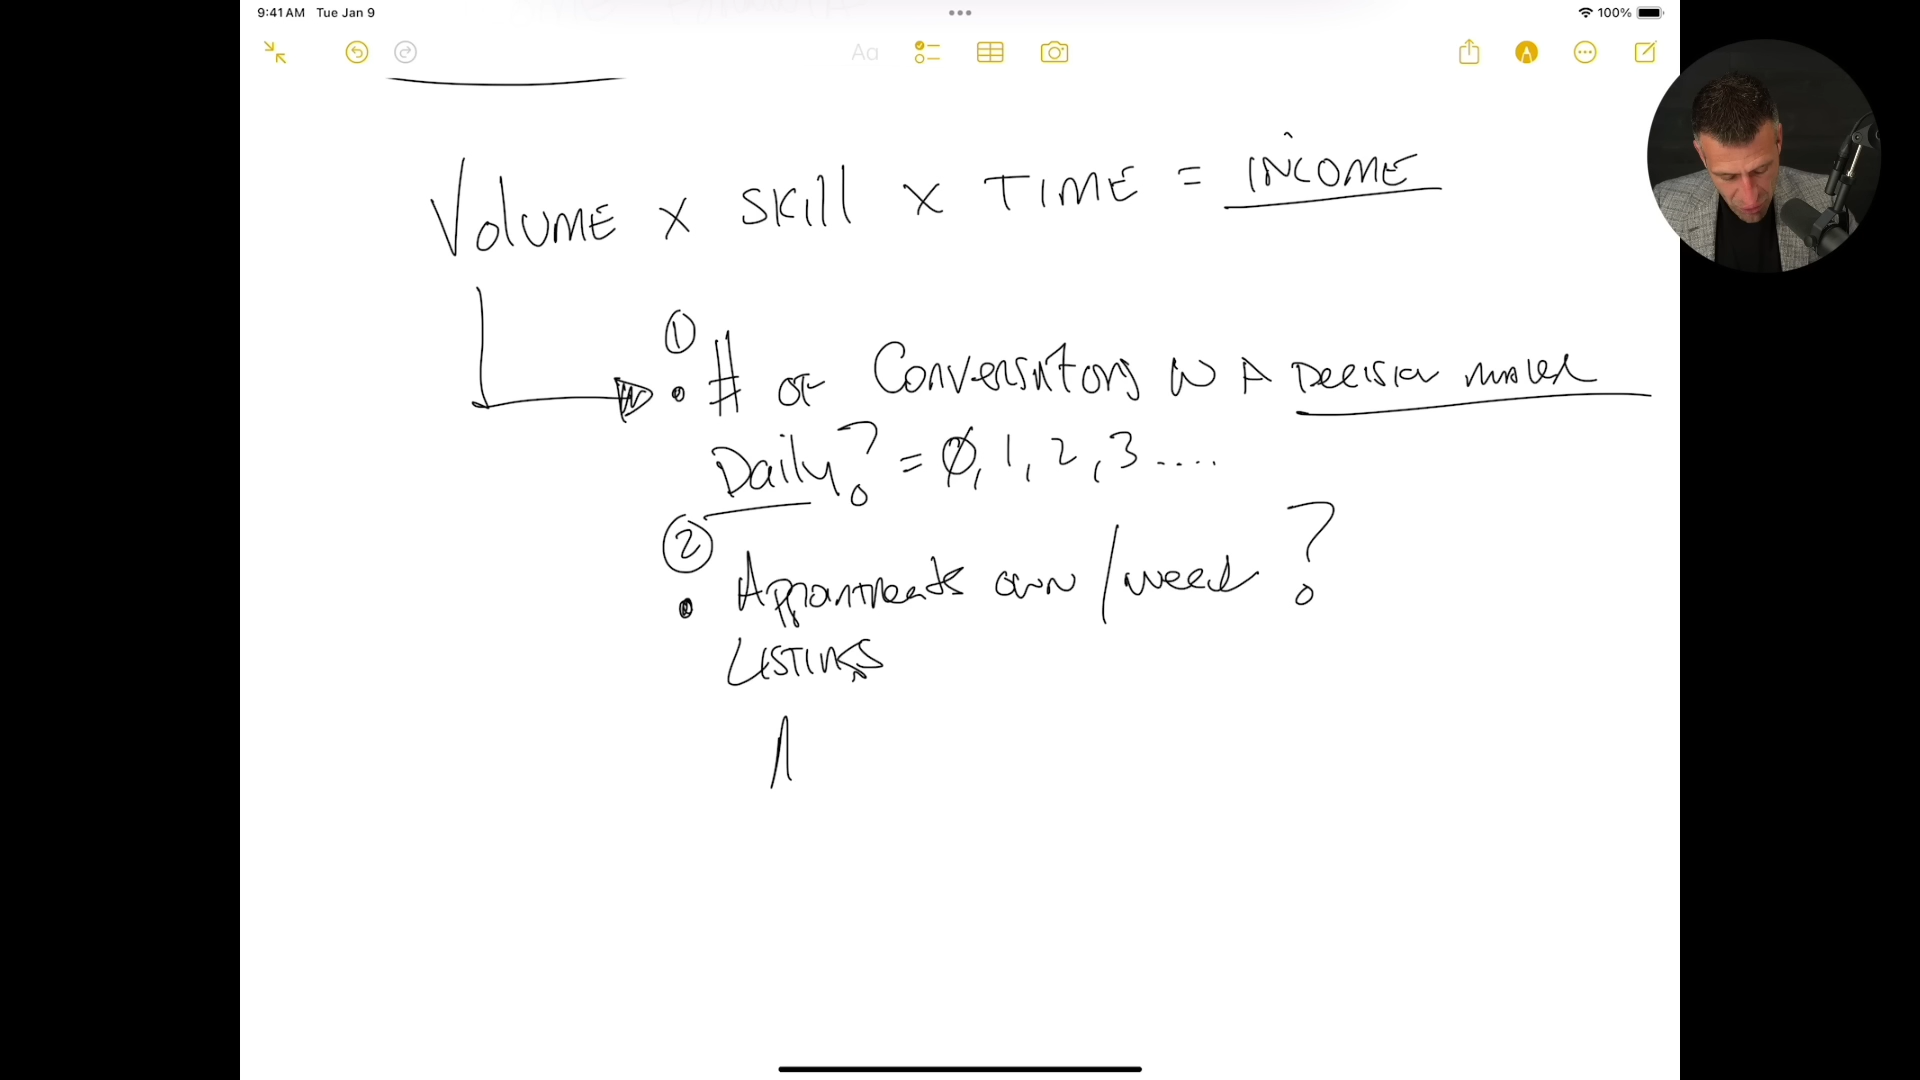 9:41 AM Tue Jan 9
100%
Aa
VOLUME x SKILL x TIME = INCOME
①
# OF Conversations W A Decision maker
Daily? = 0, 1, 2, 3 ....
②
Appointments /week ?
LISTINGS